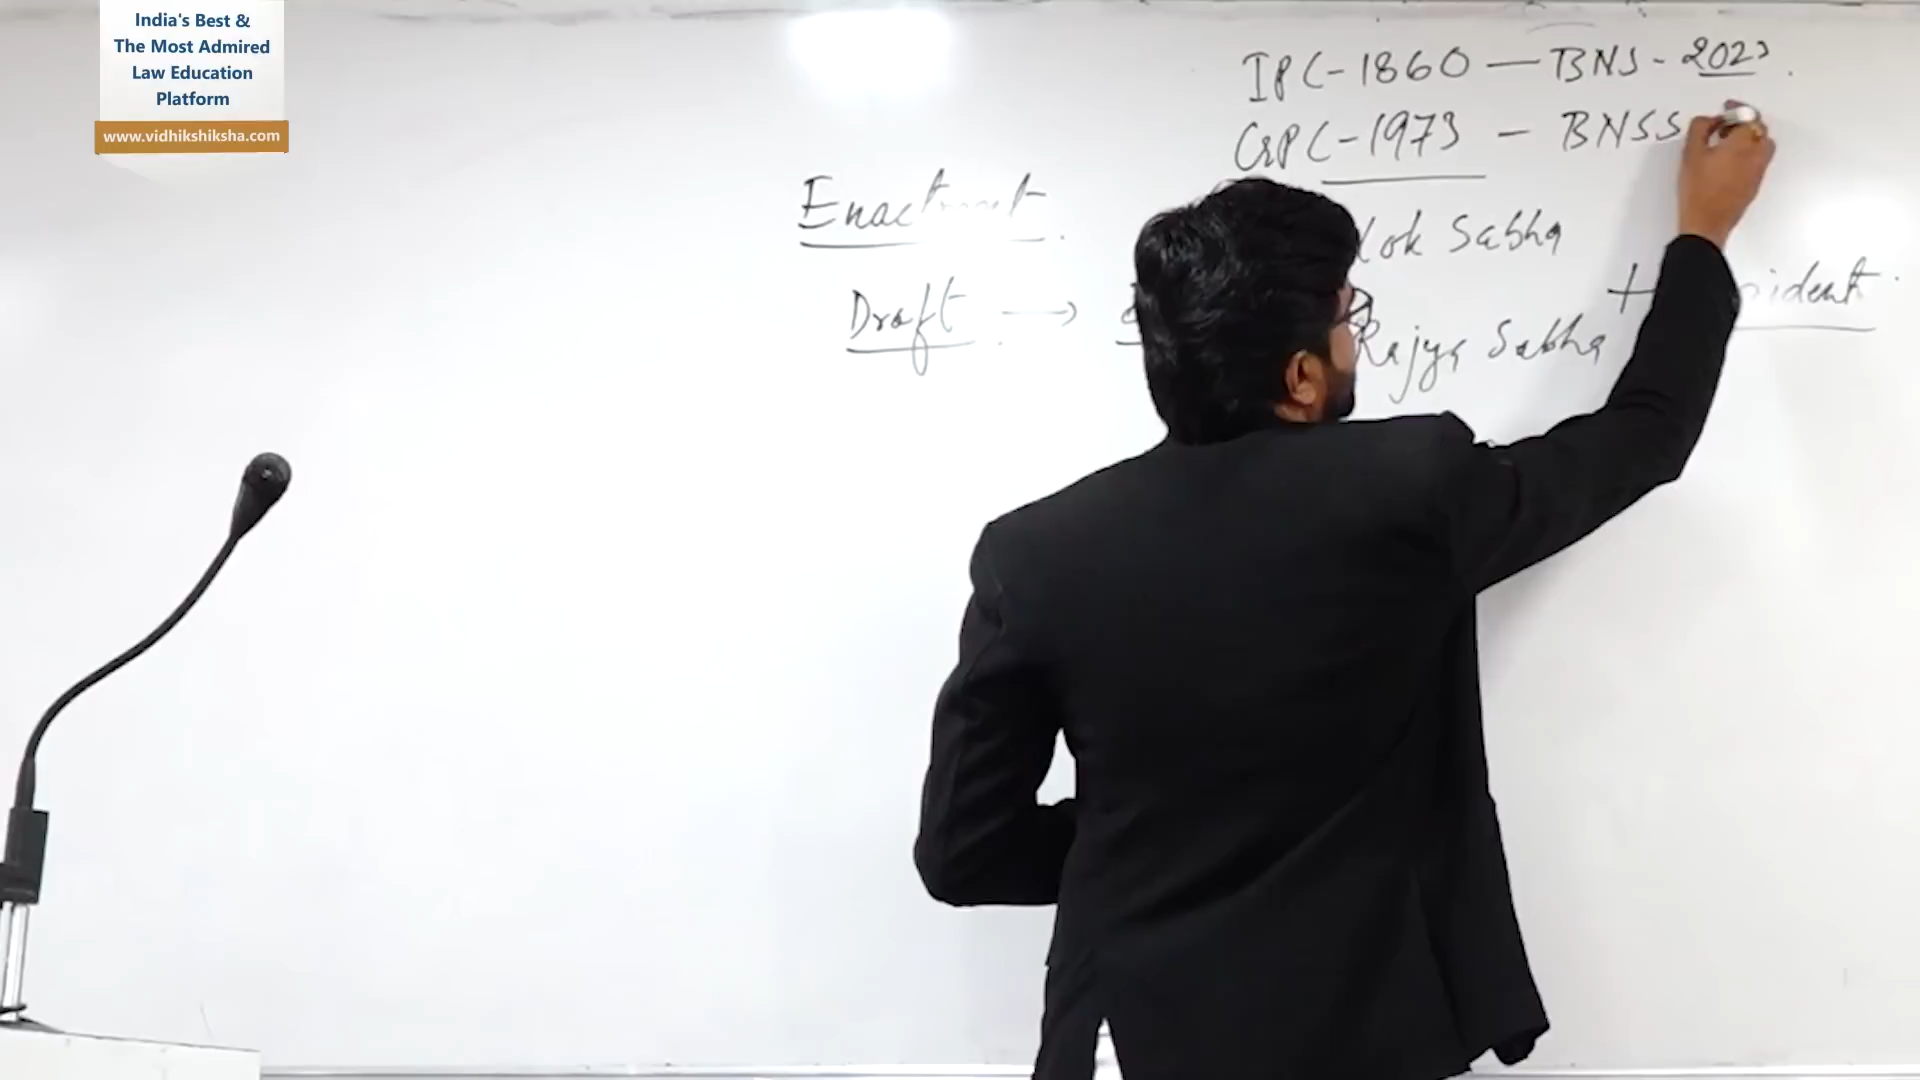 India's Best &
The Most Admired
Law Education
Platform
www.vidhikshiksha.com
IPC-1860 — BNS - 2023.
CrPC-1973 - BNSS
Enactment.
Lok Sabha
Draft →
Rajya Sabha
+